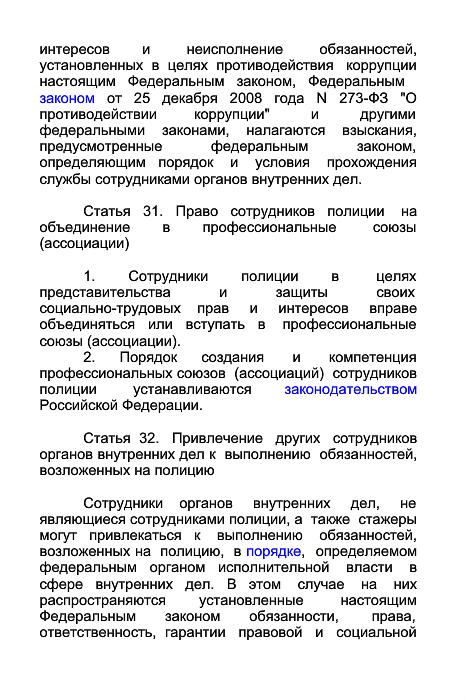 интересов и неисполнение обязанностей,
установленных в целях противодействия коррупции
настоящим Федеральным законом, Федеральным
законом от 25 декабря 2008 года N 273-ФЗ "О
противодействии коррупции" и другими
федеральными законами, налагаются взыскания,
предусмотренные федеральным законом,
определяющим порядок и условия прохождения
службы сотрудниками органов внутренних дел.
Статья 31. Право сотрудников полиции на
объединение в профессиональные союзы
(ассоциации)
1. Сотрудники полиции в целях
представительства и защиты своих
социально-трудовых прав и интересов вправе
объединяться или вступать в профессиональные
союзы (ассоциации).
2. Порядок создания и компетенция
профессиональных союзов (ассоциаций) сотрудников
полиции устанавливаются законодательством
Российской Федерации.
Статья 32. Привлечение других сотрудников
органов внутренних дел к выполнению обязанностей,
возложенных на полицию
Сотрудники органов внутренних дел, не
являющиеся сотрудниками полиции, а также стажеры
могут привлекаться к выполнению обязанностей,
возложенных на полицию, в порядке, определяемом
федеральным органом исполнительной власти в
сфере внутренних дел. В этом случае на них
распространяются установленные настоящим
Федеральным законом обязанности, права,
ответственность, гарантии правовой и социальной